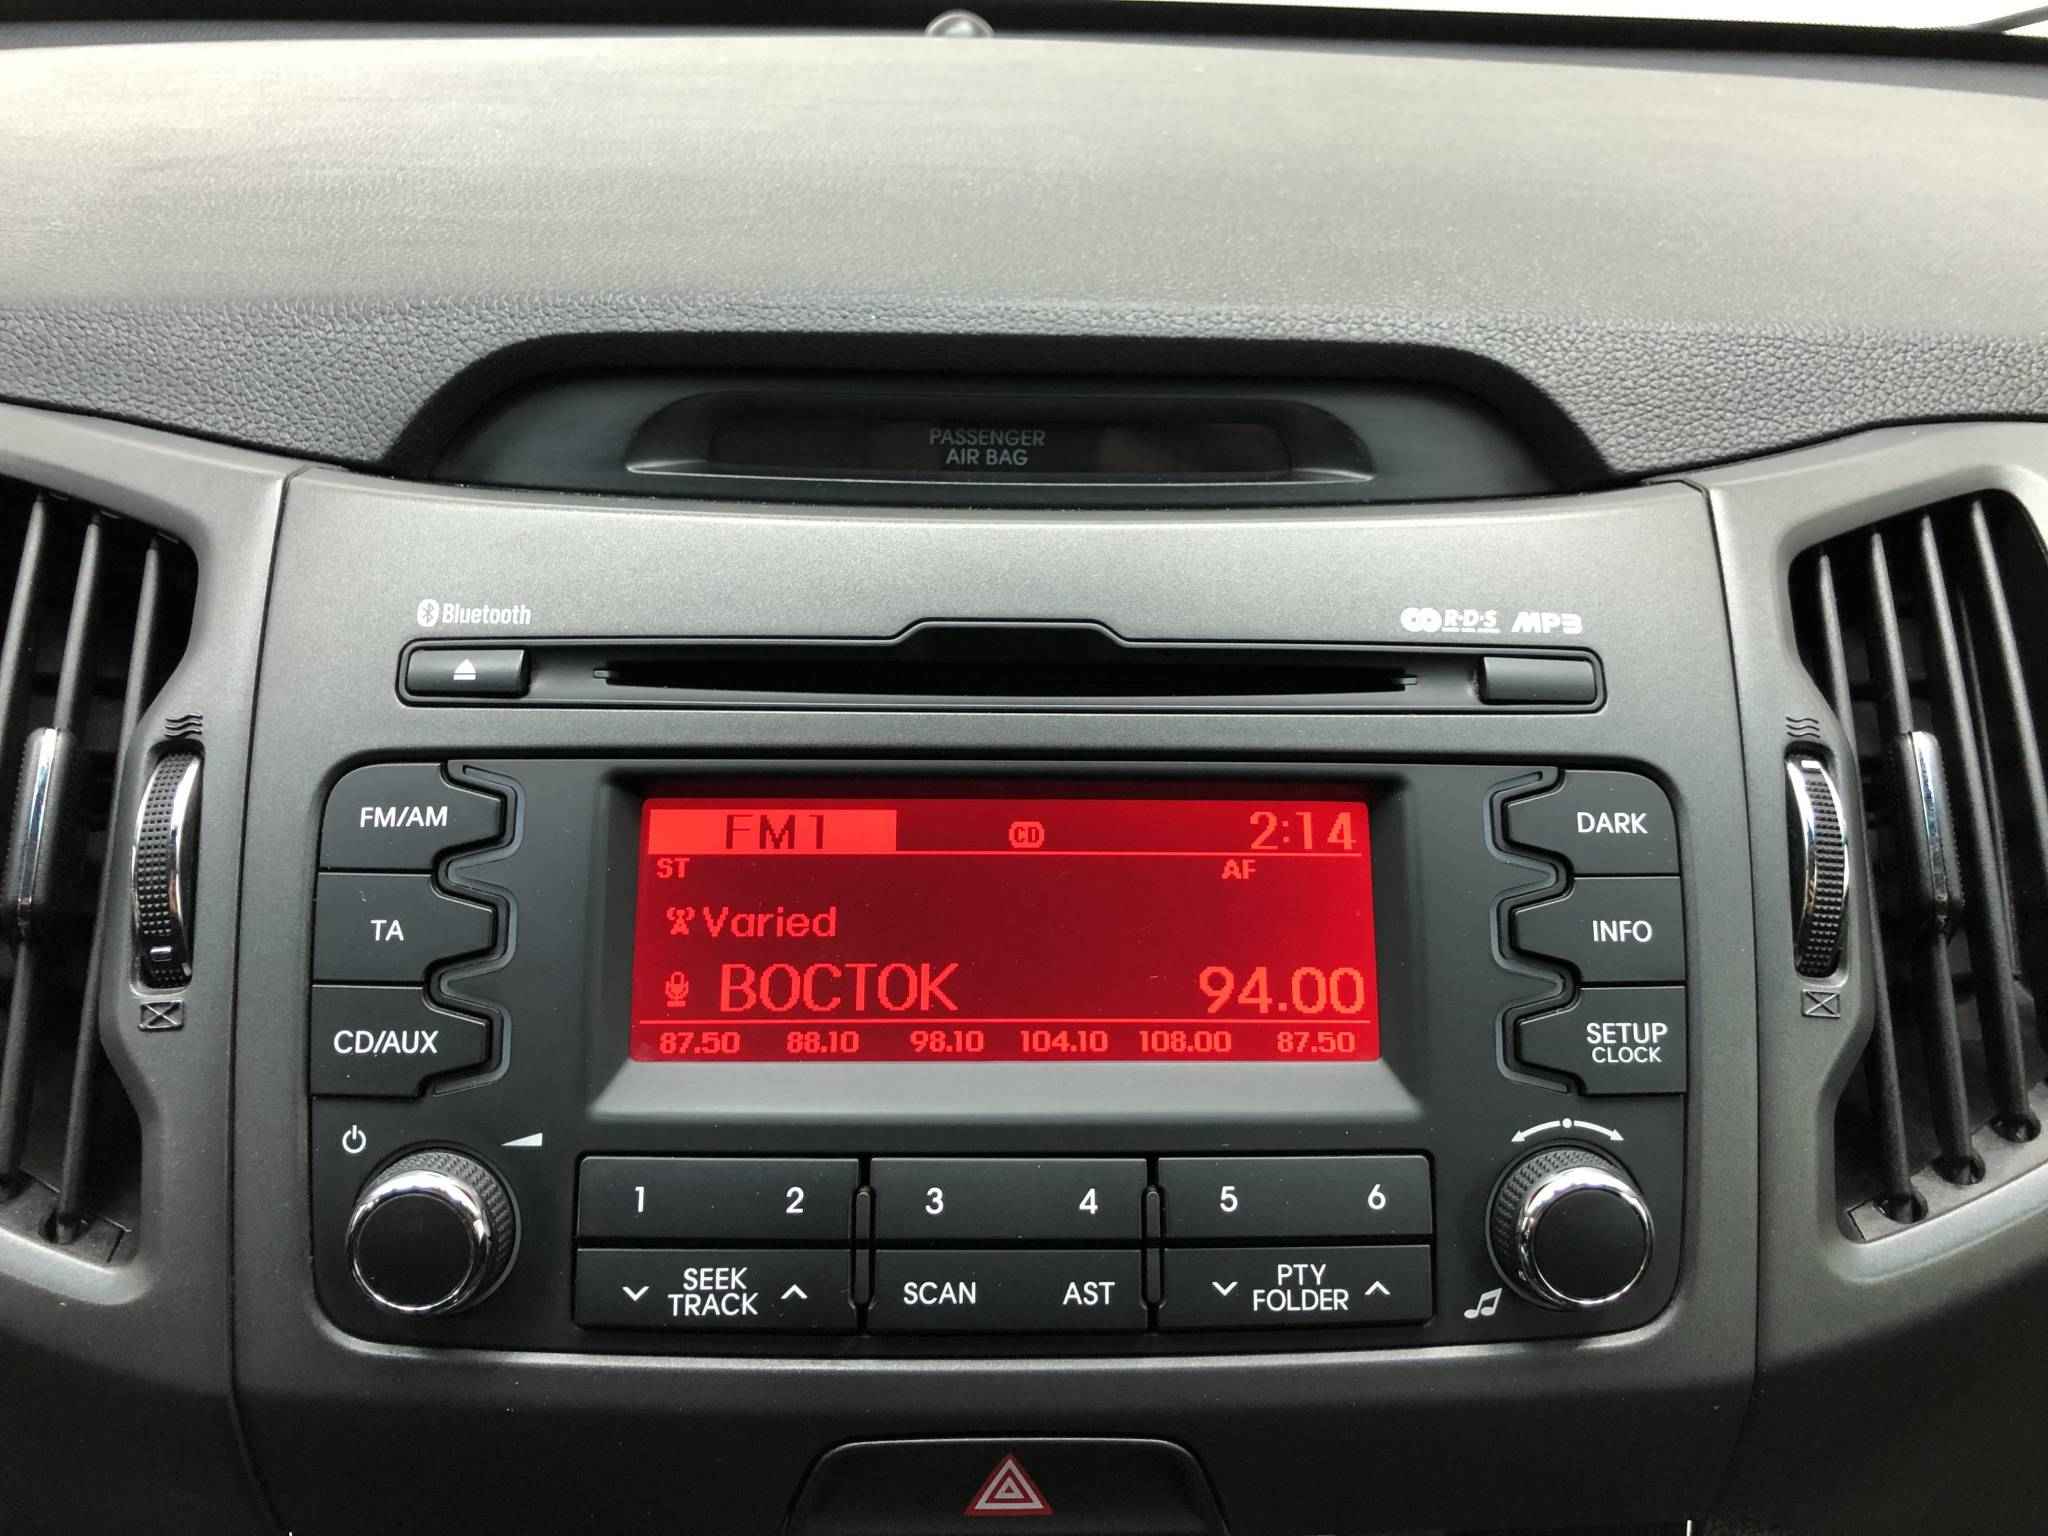 PASSENGER
AIR BAG
Bluetooth
R·D·S MP3
FM/AM
TA
CD/AUX
FM1 CD 2:14
ST AF
Varied
BOCTOK 94.00
87.50 88.10 98.10 104.10 108.00 87.50
DARK
INFO
SETUP
CLOCK
1 2 3 4 5 6
SEEK
TRACK
SCAN AST
PTY
FOLDER